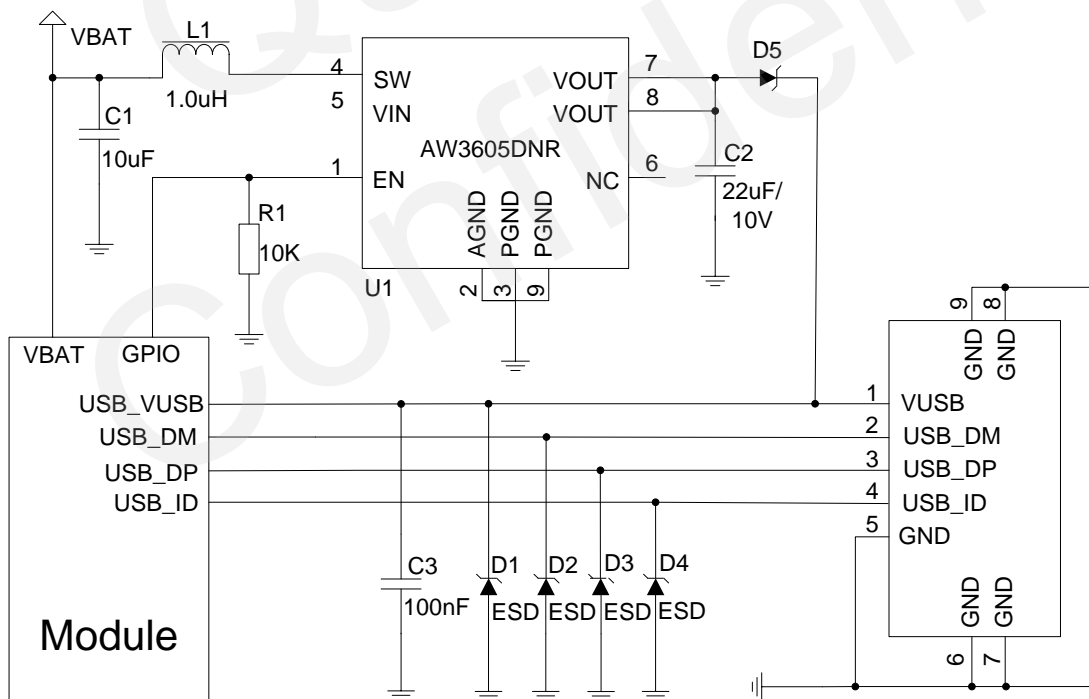 VBAT
L1
1.0uH
C1
10uF
4
5
1
SW
VIN
EN
AW3605DNR
VOUT
VOUT
NC
7
8
6
AGND
PGND
PGND
2
3
9
U1
R1
10K
D5
C2
22uF/
10V
VBAT
GPIO
USB_VUSB
USB_DM
USB_DP
USB_ID
Module
C3
100nF
D1
ESD
D2
ESD
D3
ESD
D4
ESD
9
8
GND
GND
1
2
3
4
5
VUSB
USB_DM
USB_DP
USB_ID
GND
GND
GND
6
7
Confiden